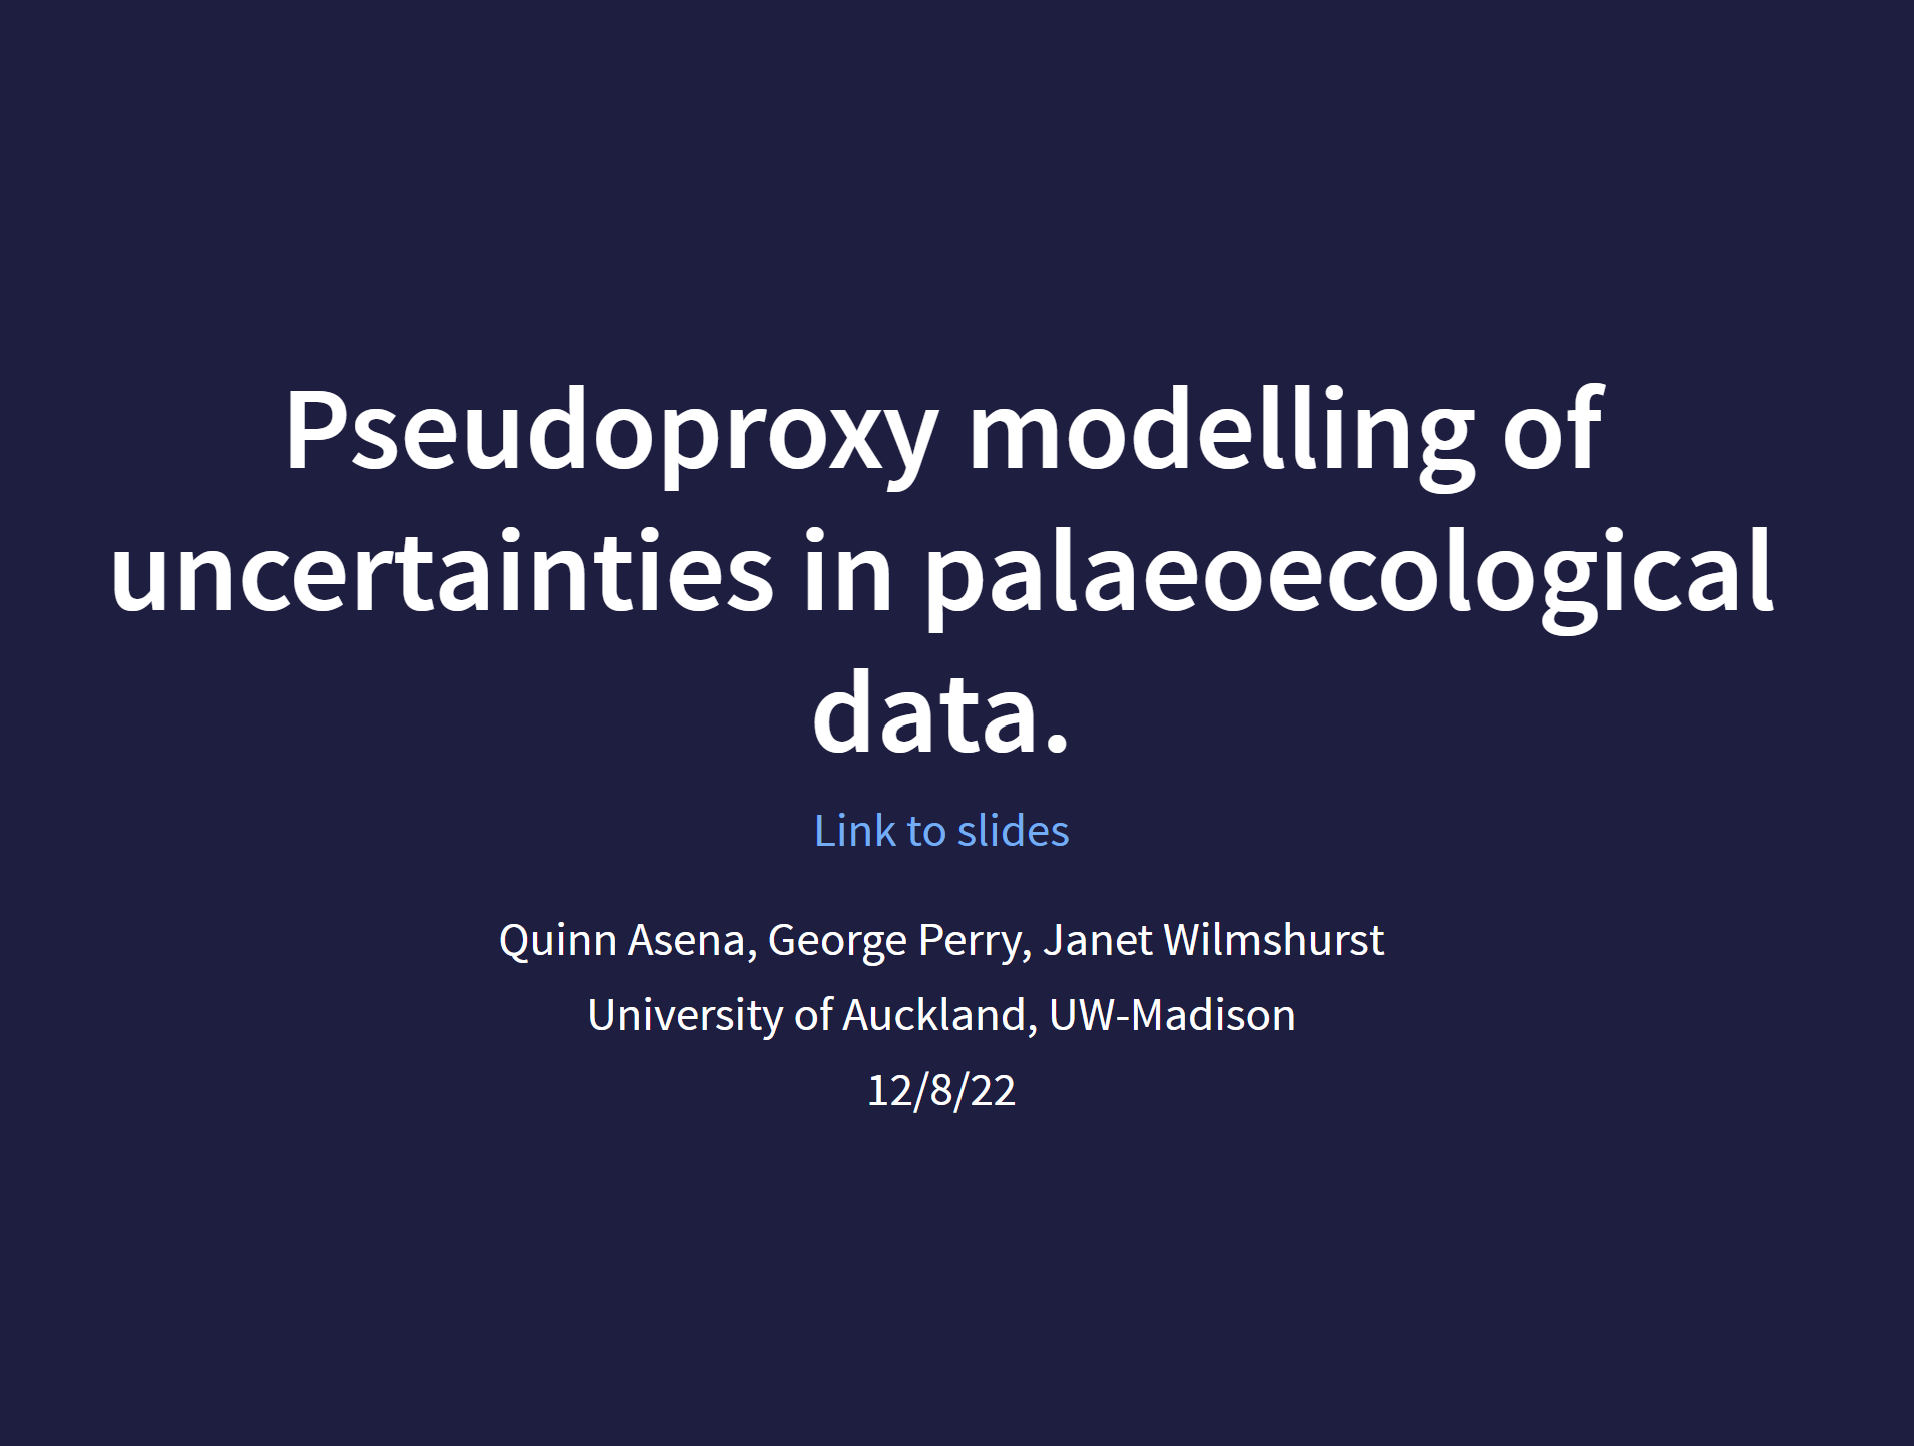 Pseudoproxy modelling of
uncertainties in palaeoecological
data.
Link to slides
Quinn Asena, George Perry, Janet Wilmshurst
University of Auckland, UW-Madison
12/8/22